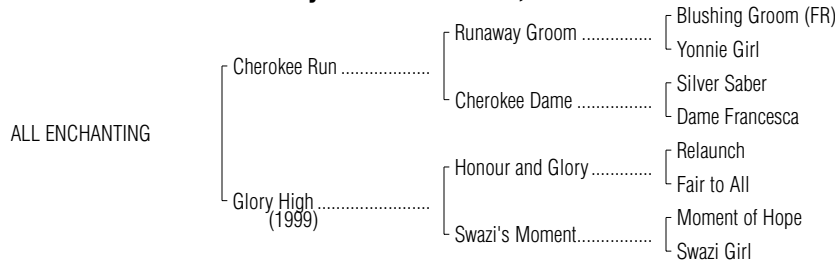 Blushing Groom (FR)
Runaway Groom ...............
Yonnie Girl
Cherokee Run ...................
Silver Saber
Cherokee Dame ................
Dame Francesca
ALL ENCHANTING
Relaunch
Honour and Glory.............
Fair to All
Glory High ........................
(1999)
Moment of Hope
Swazi's Moment................
Swazi Girl